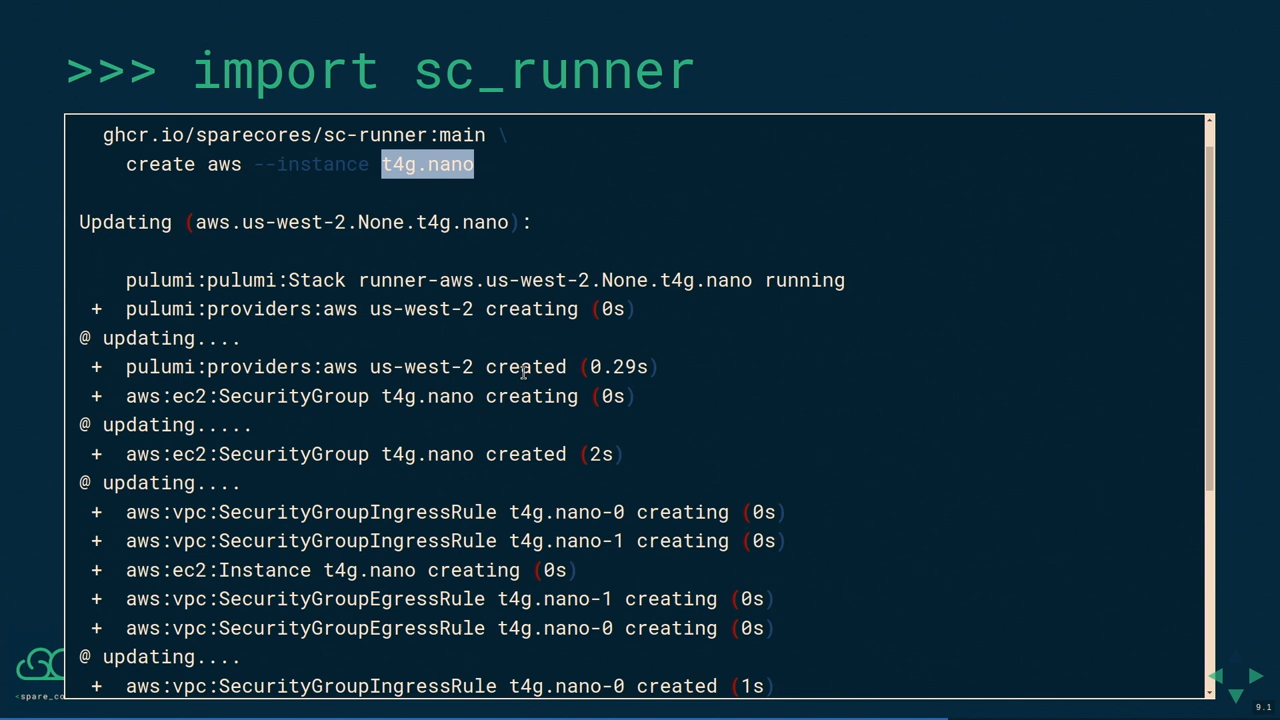 >>> import sc_runner
ghcr.io/sparecores/sc-runner:main \
create aws --instance t4g.nano
Updating (aws.us-west-2.None.t4g.nano):
pulumi:pulumi:Stack runner-aws.us-west-2.None.t4g.nano running
+ pulumi:providers:aws us-west-2 creating (0s)
@ updating....
+ pulumi:providers:aws us-west-2 created (0.29s)
+ aws:ec2:SecurityGroup t4g.nano creating (0s)
@ updating.....
+ aws:ec2:SecurityGroup t4g.nano created (2s)
@ updating....
+ aws:vpc:SecurityGroupIngressRule t4g.nano-0 creating (0s)
+ aws:vpc:SecurityGroupIngressRule t4g.nano-1 creating (0s)
+ aws:ec2:Instance t4g.nano creating (0s)
+ aws:vpc:SecurityGroupEgressRule t4g.nano-1 creating (0s)
+ aws:vpc:SecurityGroupEgressRule t4g.nano-0 creating (0s)
@ updating....
+ aws:vpc:SecurityGroupIngressRule t4g.nano-0 created (1s)
<spare_co
9.1